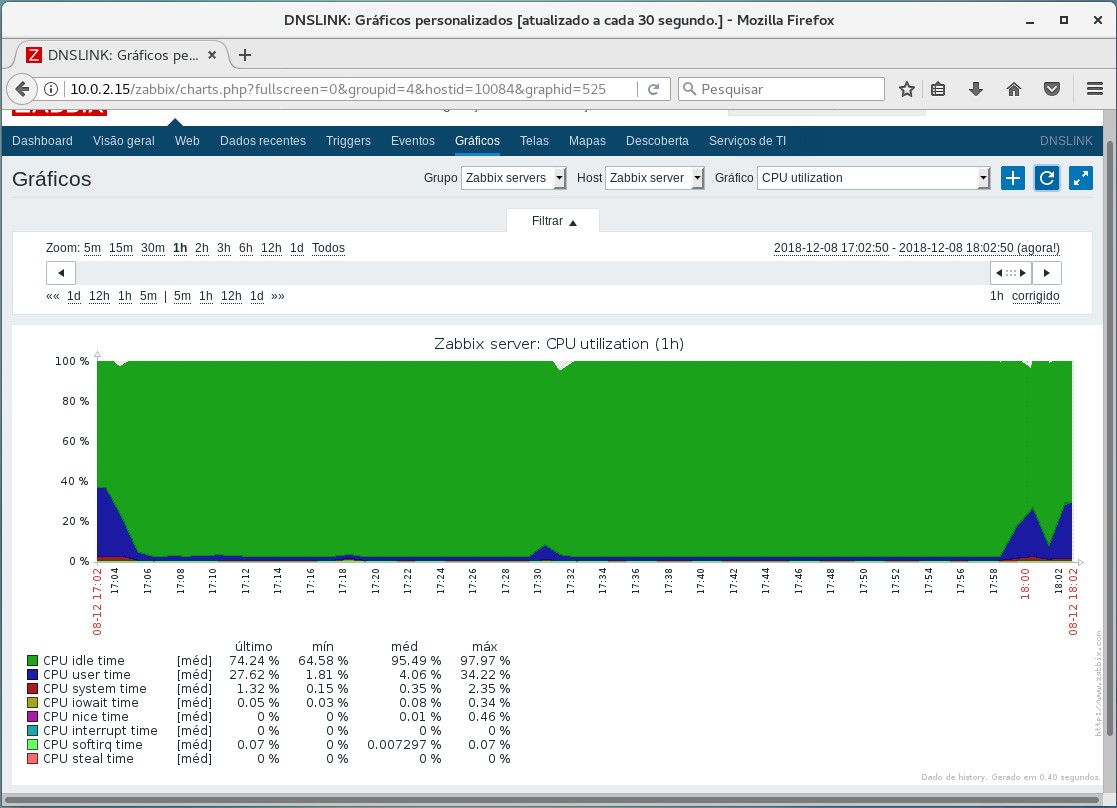 DNSLINK: Gráficos personalizados [atualizado a cada 30 segundo.] - Mozilla Firefox
Z DNSLINK: Gráficos pe...
10.0.2.15/zabbix/charts.php?fullscreen=0&groupid=4&hostid=10084&graphid=525 Pesquisar
ZABBIX
Dashboard Visão geral Web Dados recentes Triggers Eventos Gráficos Telas Mapas Descoberta Serviços de TI DNSLINK
Gráficos Grupo Zabbix servers Host Zabbix server Gráfico CPU utilization
Filtrar
Zoom: 5m 15m 30m 1h 2h 3h 6h 12h 1d Todos 2018-12-08 17:02:50 - 2018-12-08 18:02:50 (agora!)
«« 1d 12h 1h 5m | 5m 1h 12h 1d »» 1h corrigido
Zabbix server: CPU utilization (1h)
100 %
80 %
60 %
40 %
20 %
0 %
08-12 17:02 17:04 17:06 17:08 17:10 17:12 17:14 17:16 17:18 17:20 17:22 17:24 17:26 17:28 17:30 17:32 17:34 17:36 17:38 17:40 17:42 17:44 17:46 17:48 17:50 17:52 17:54 17:56 17:58 18:00 18:02 08-12 18:02
último mín méd máx
CPU idle time [méd] 74.24 % 64.58 % 95.49 % 97.97 %
CPU user time [méd] 27.62 % 1.81 % 4.06 % 34.22 %
CPU system time [méd] 1.32 % 0.15 % 0.35 % 2.35 %
CPU iowait time [méd] 0.05 % 0.03 % 0.08 % 0.34 %
CPU nice time [méd] 0 % 0 % 0.01 % 0.46 %
CPU interrupt time [méd] 0 % 0 % 0 % 0 %
CPU softirq time [méd] 0.07 % 0 % 0.007297 % 0.07 %
CPU steal time [méd] 0 % 0 % 0 % 0 %
http://www.zabbix.com
Dado de history. Gerado em 0.40 segundos.